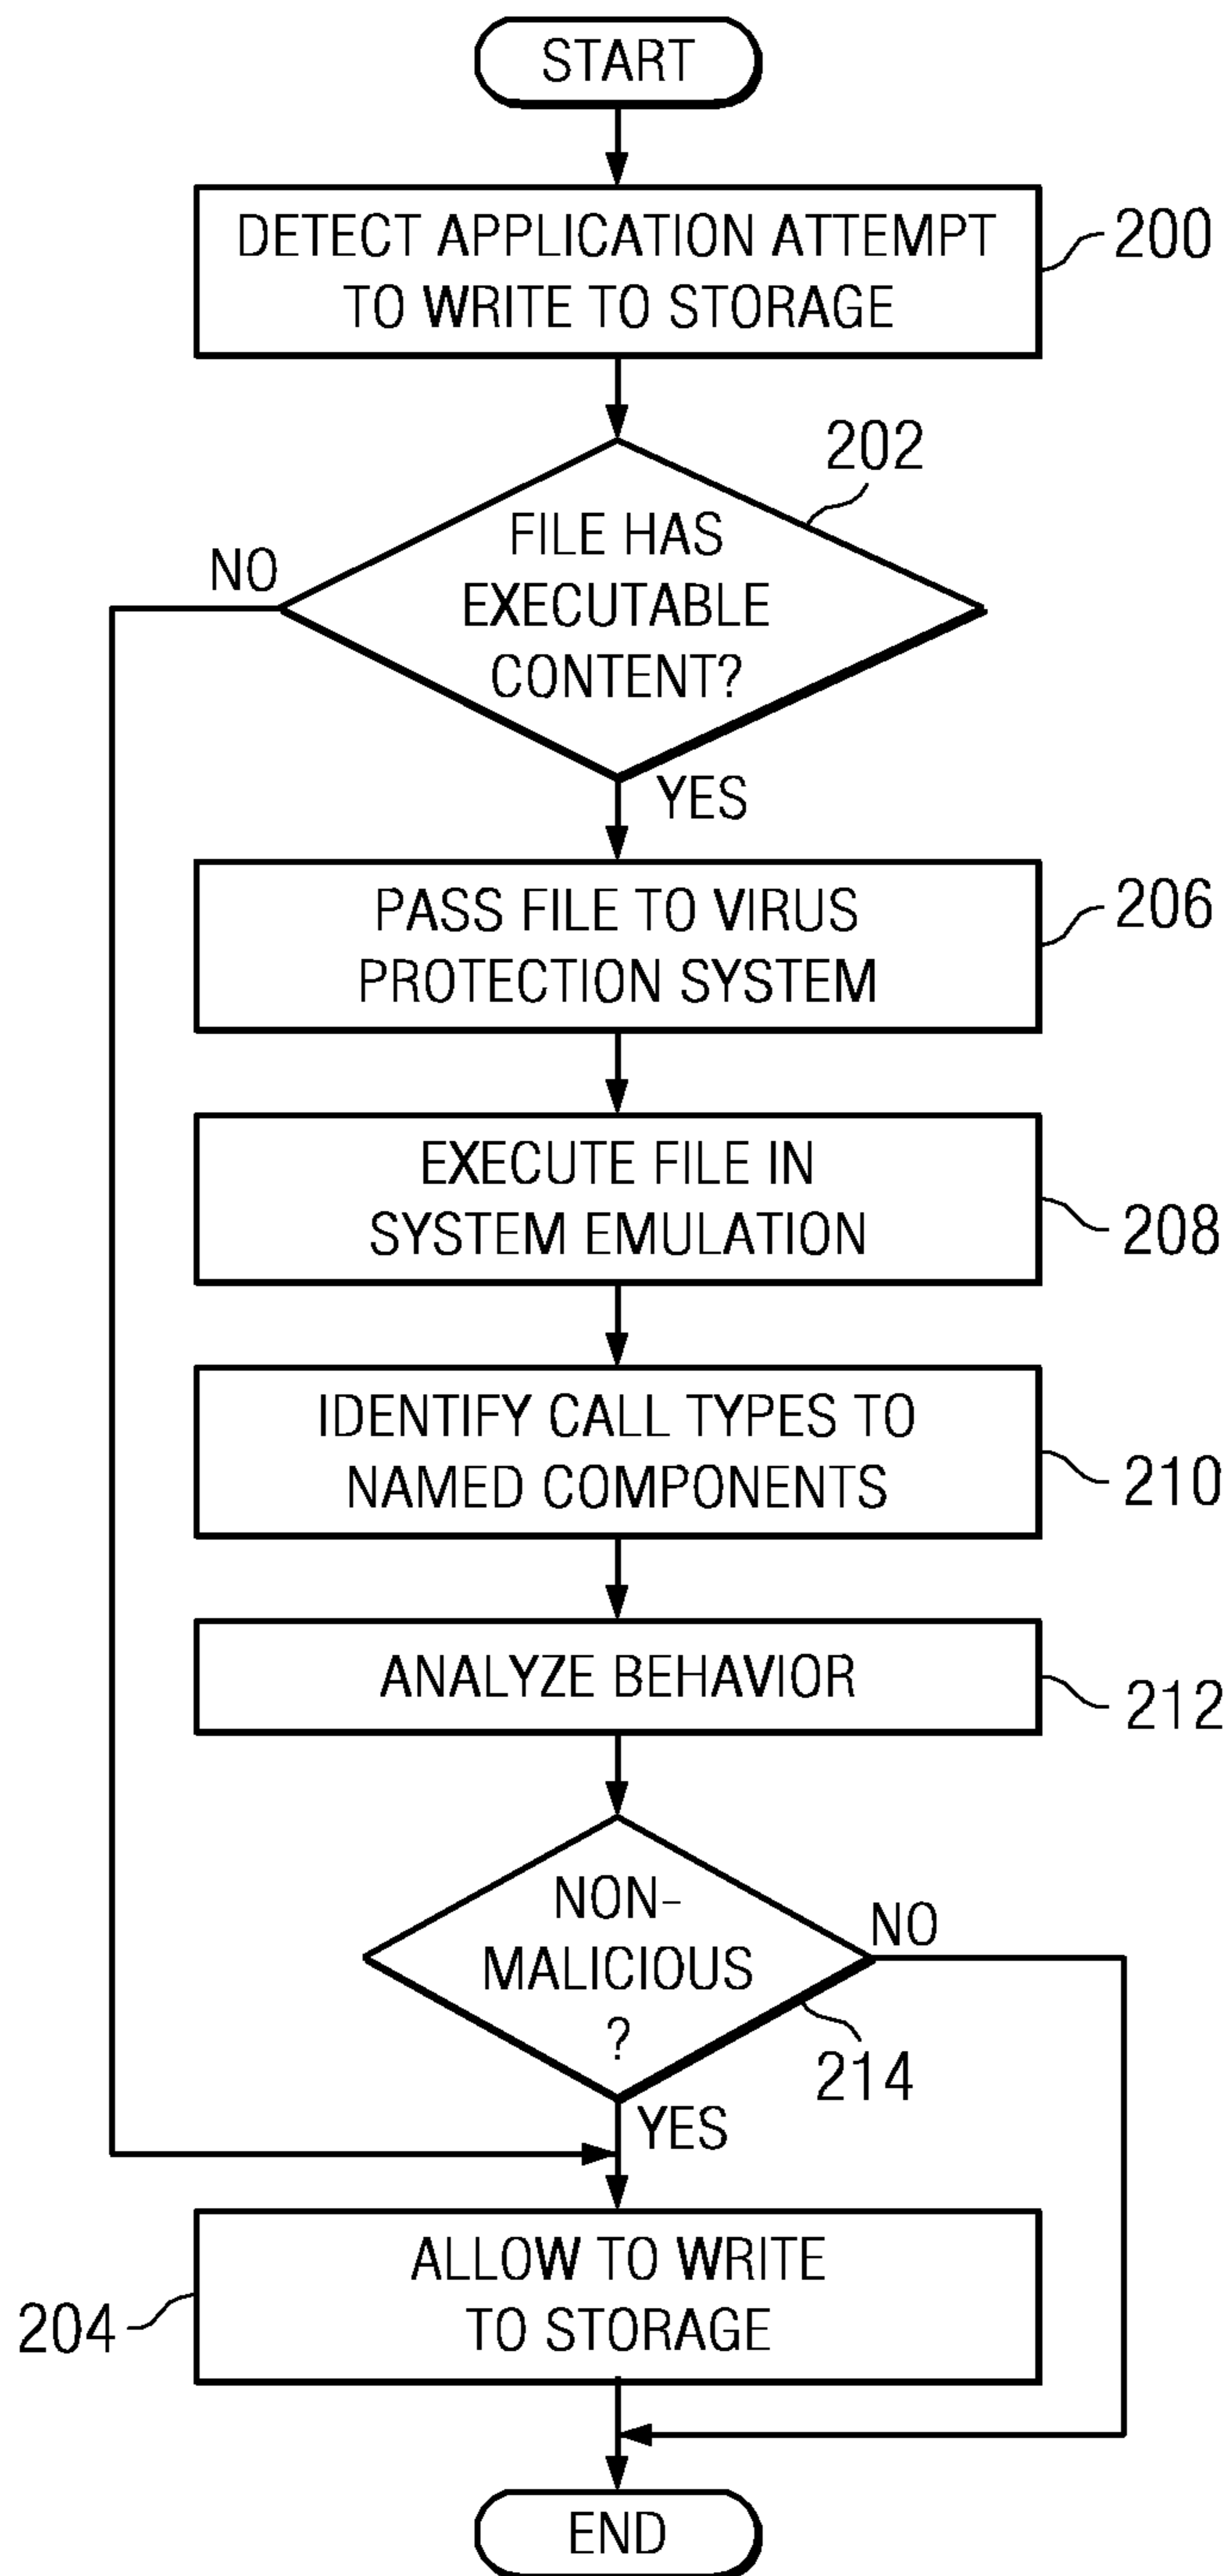 START
DETECT APPLICATION ATTEMPT
TO WRITE TO STORAGE
200
202
FILE HAS
EXECUTABLE
CONTENT?
NO
YES
PASS FILE TO VIRUS
PROTECTION SYSTEM
206
EXECUTE FILE IN
SYSTEM EMULATION
208
IDENTIFY CALL TYPES TO
NAMED COMPONENTS
210
ANALYZE BEHAVIOR
212
NON-
MALICIOUS
?
NO
214
YES
ALLOW TO WRITE
TO STORAGE
204
END